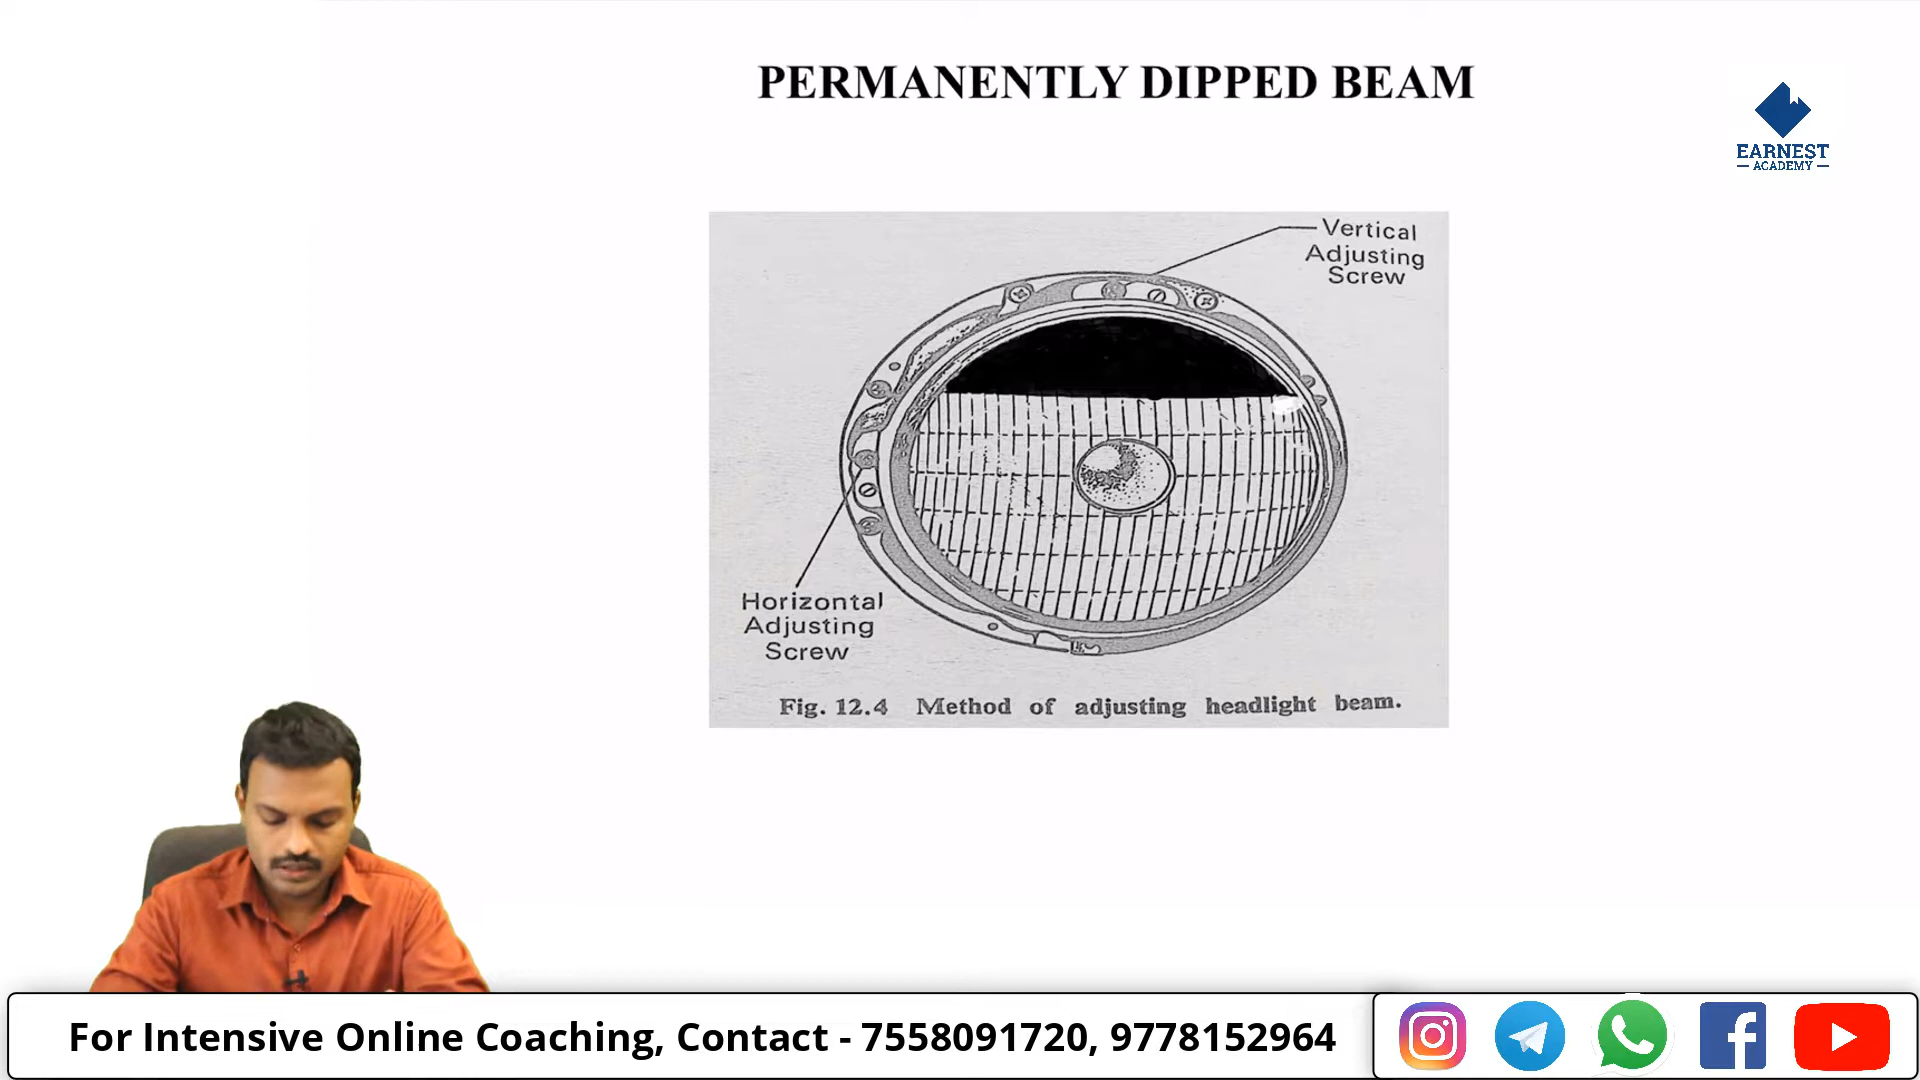 PERMANENTLY DIPPED BEAM
EARNEST
ACADEMY
Vertical
Adjusting
Screw
Horizontal
Adjusting
Screw
Fig. 12.4 Method of adjusting headlight beam.
For Intensive Online Coaching, Contact - 7558091720, 9778152964